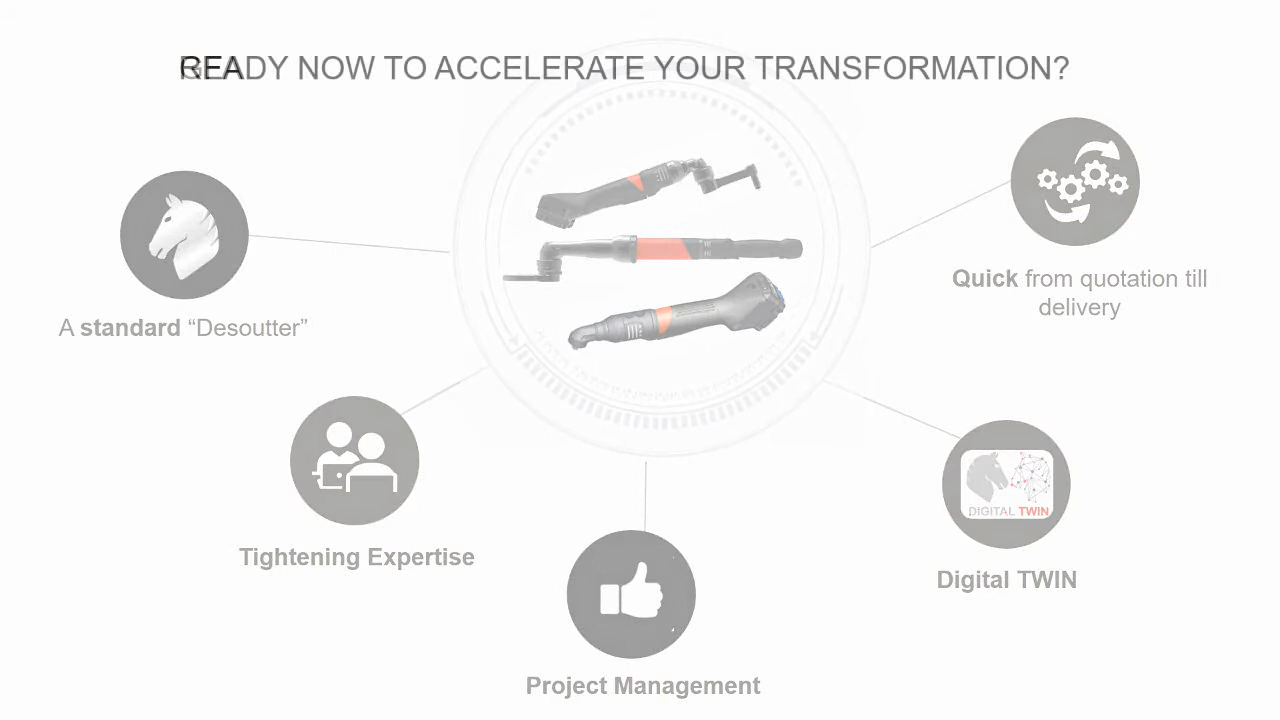 READY NOW TO ACCELERATE YOUR TRANSFORMATION?
A standard “Desoutter”
Quick from quotation till
delivery
Tightening Expertise
DIGITAL TWIN
Digital TWIN
Project Management